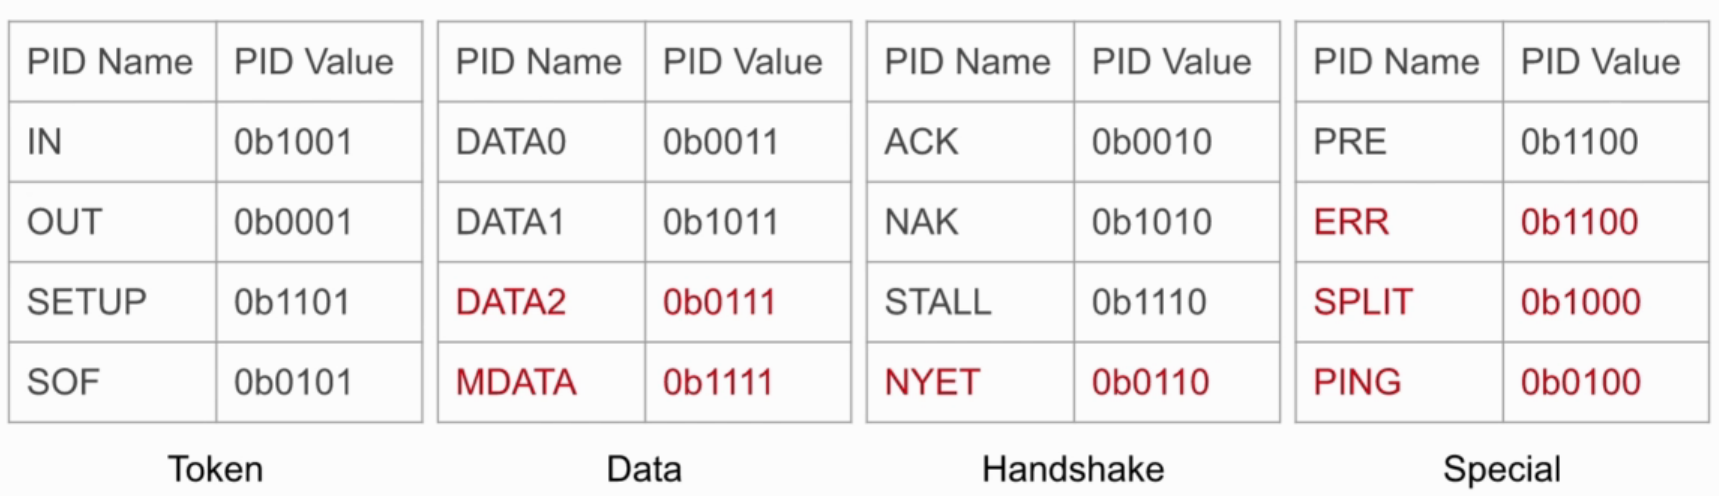 PID Name PID Value PID Name PID Value PID Name PID Value PID Name PID Value
IN 0b1001 DATA0 0b0011 ACK 0b0010 PRE 0b1100
OUT 0b0001 DATA1 0b1011 NAK 0b1010 ERR 0b1100
SETUP 0b1101 DATA2 0b0111 STALL 0b1110 SPLIT 0b1000
SOF 0b0101 MDATA 0b1111 NYET 0b0110 PING 0b0100
Token Data Handshake Special